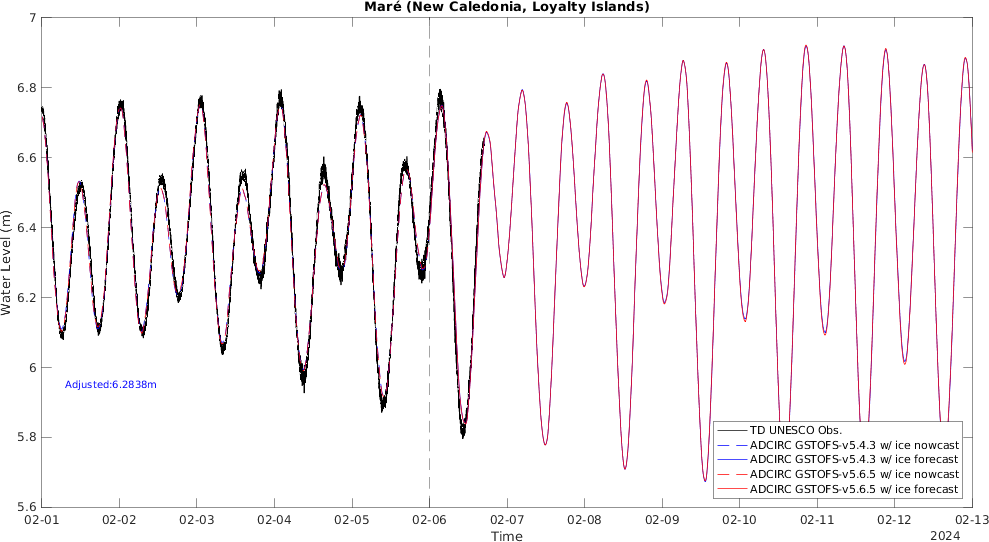 Maré (New Caledonia, Loyalty Islands)
7
6.8
6.6
6.4
6.2
6
5.8
5.6
Water Level (m)
Adjusted:6.2838m
TD UNESCO Obs.
ADCIRC GSTOFS-v5.4.3 w/ ice nowcast
ADCIRC GSTOFS-v5.4.3 w/ ice forecast
ADCIRC GSTOFS-v5.6.5 w/ ice nowcast
ADCIRC GSTOFS-v5.6.5 w/ ice forecast
02-01 02-02 02-03 02-04 02-05 02-06 02-07 02-08 02-09 02-10 02-11 02-12 02-13
Time
2024